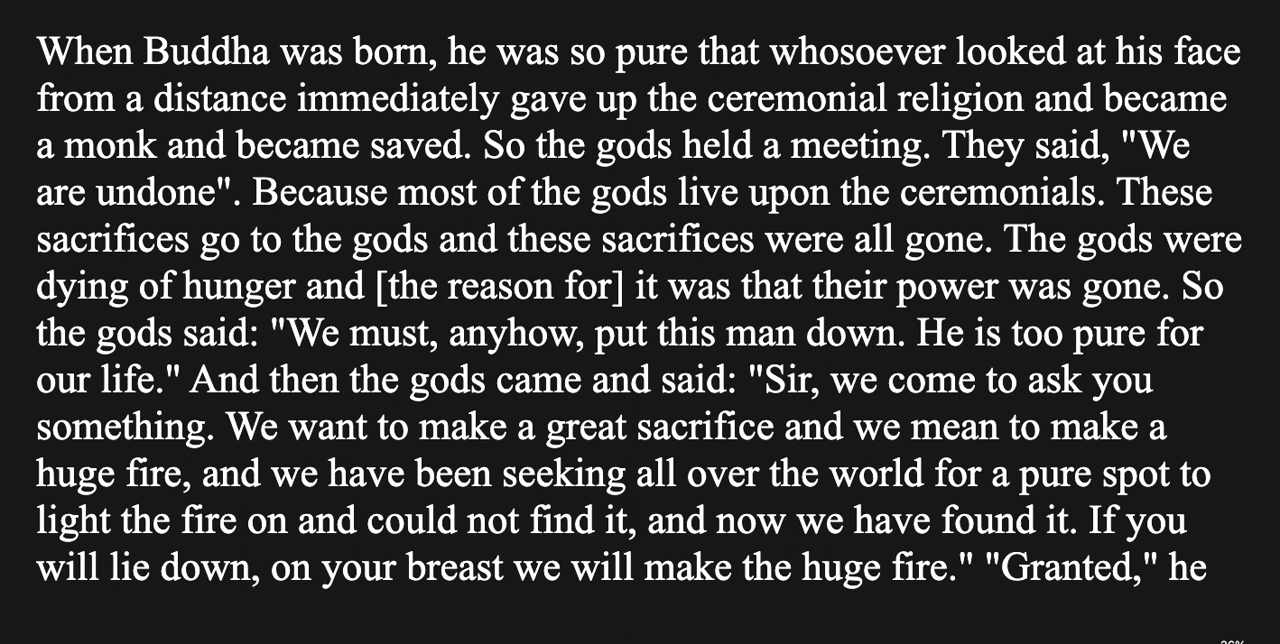 When Buddha was born, he was so pure that whosoever looked at his face
from a distance immediately gave up the ceremonial religion and became
a monk and became saved. So the gods held a meeting. They said, "We
are undone". Because most of the gods live upon the ceremonials. These
sacrifices go to the gods and these sacrifices were all gone. The gods were
dying of hunger and [the reason for] it was that their power was gone. So
the gods said: "We must, anyhow, put this man down. He is too pure for
our life." And then the gods came and said: "Sir, we come to ask you
something. We want to make a great sacrifice and we mean to make a
huge fire, and we have been seeking all over the world for a pure spot to
light the fire on and could not find it, and now we have found it. If you
will lie down, on your breast we will make the huge fire." "Granted," he